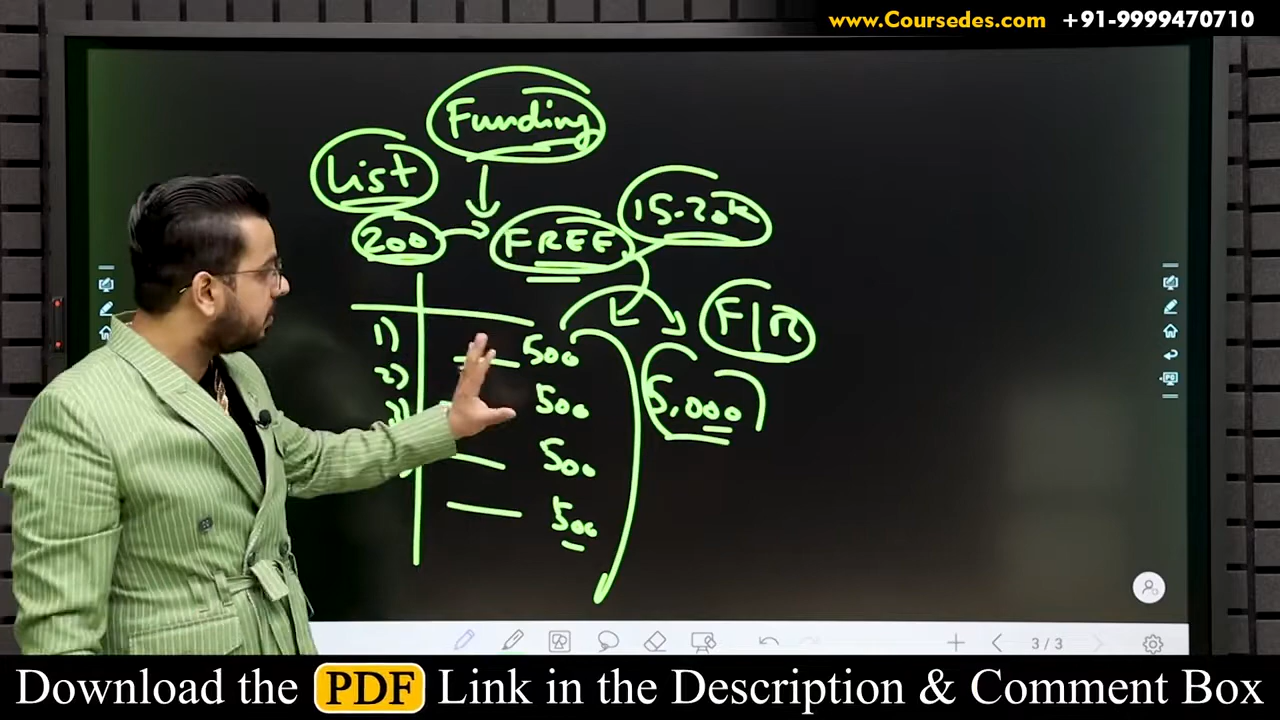 www.Coursedes.com +91-9999470710
Funding
List
15-20k
200
FREE
F/R
1)
500
2)
500
5,000
3)
500
500
3/3
Download the PDF Link in the Description & Comment Box